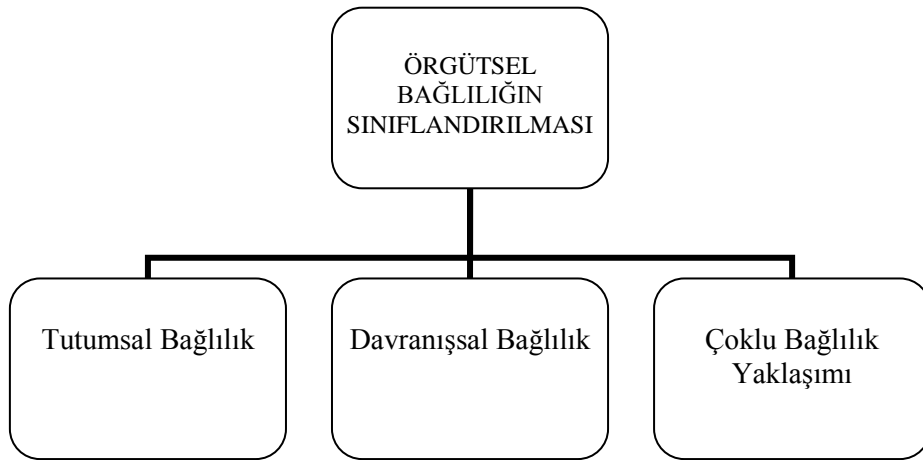 ÖRGÜTSEL
BAĞLILIĞIN
SINIFLANDIRILMASI
Tutumsal Bağlılık
Davranışsal Bağlılık
Çoklu Bağlılık
Yaklaşımı